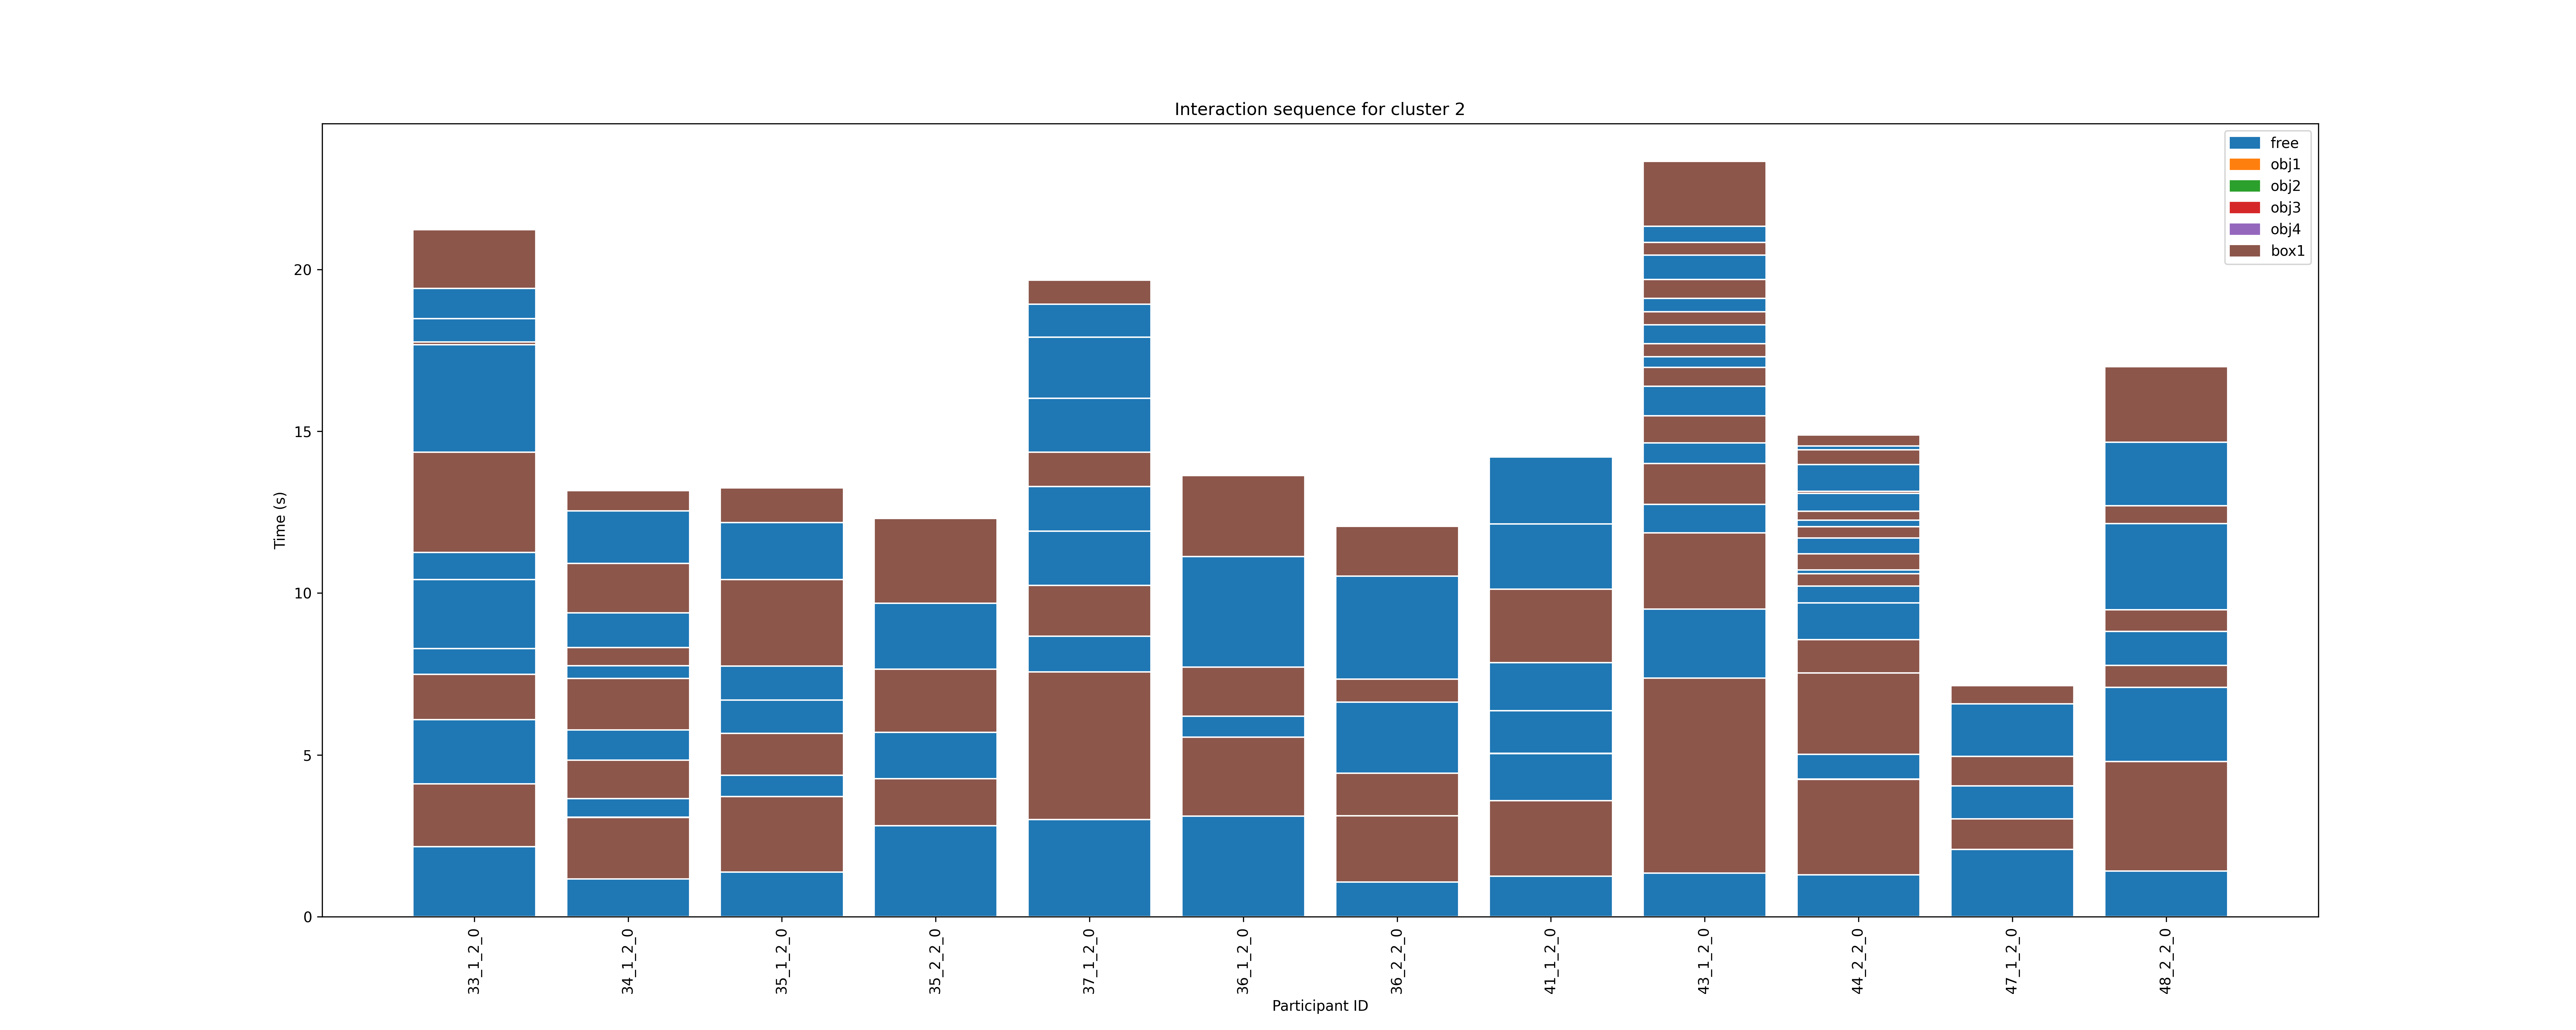 Interaction sequence for cluster 2
free
obj1
obj2
obj3
obj4
box1
Time (s)
20
15
10
5
0
33_1_2_0
34_1_2_0
35_1_2_0
35_2_2_0
37_1_2_0
36_1_2_0
36_2_2_0
41_1_2_0
43_1_2_0
44_2_2_0
47_1_2_0
48_2_2_0
Participant ID